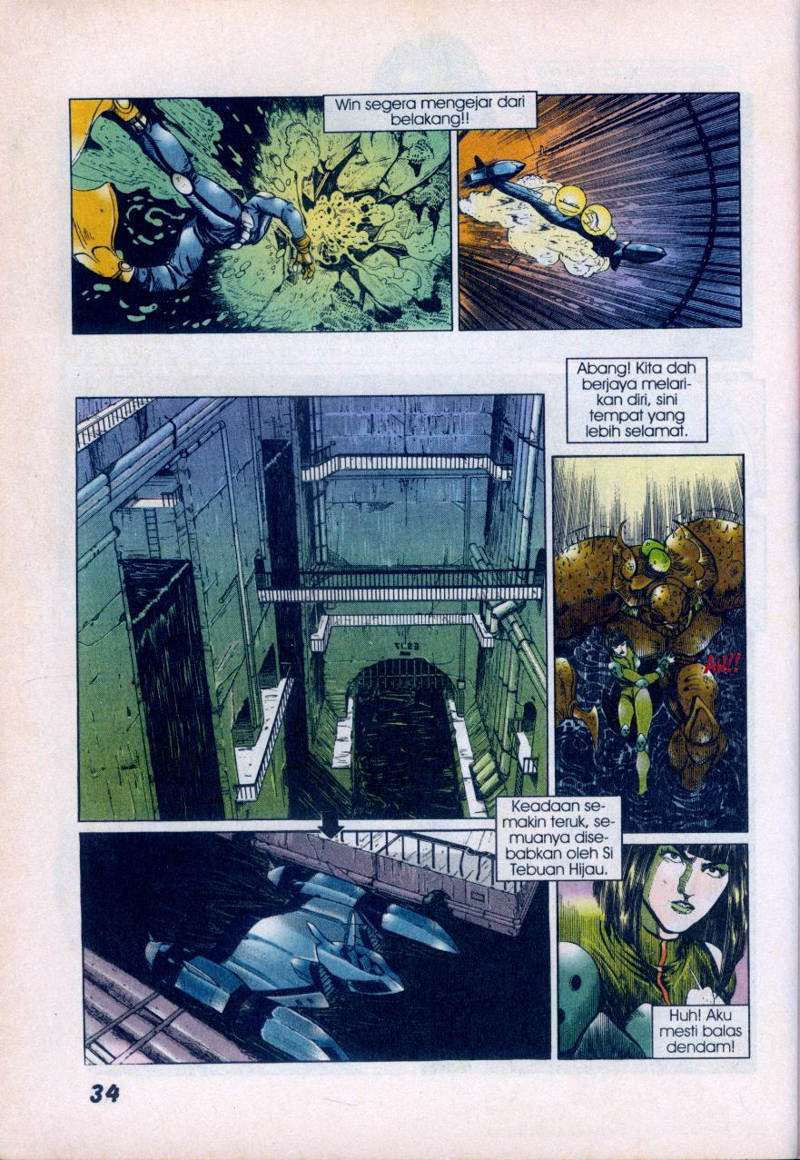 Win segera mengejar dari
belakang!!
Abang! Kita dah
berjaya melari-
kan diri, sini
tempat yang
lebih selamat.
AH!!
Keadaan se-
makin teruk, se-
muanya dise-
babkan oleh Si
Tebuan Hijau.
Huh! Aku
mesti balas
dendam!
34